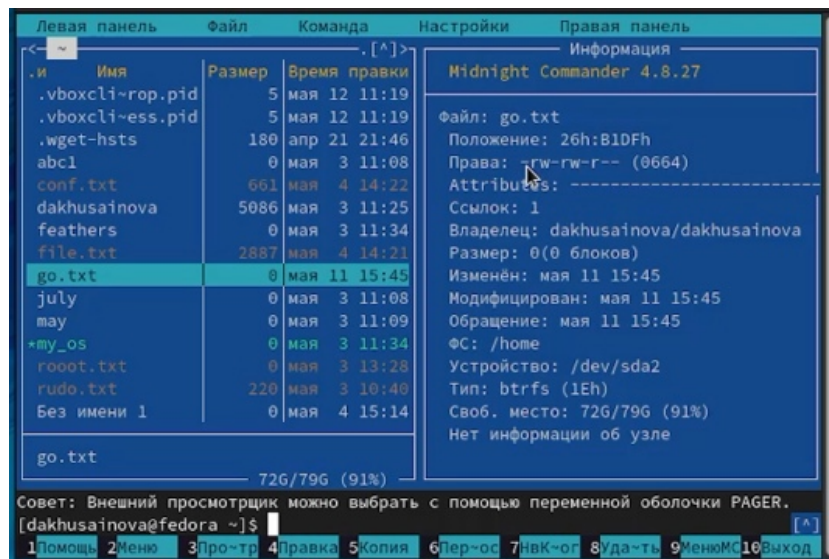 Левая панель Файл Команда Настройки Правая панель
<─ ~ ─.[^]>
.и Имя Размер Время правки
.vboxcli~rop.pid 5 мая 12 11:19
.vboxcli~ess.pid 5 мая 12 11:19
.wget-hsts 180 апр 21 21:46
abc1 0 мая 3 11:08
conf.txt 661 мая 4 14:22
dakhusainova 5086 мая 3 11:25
feathers 0 мая 3 11:34
file.txt 2887 мая 4 14:21
go.txt 0 мая 11 15:45
july 0 мая 3 11:08
may 0 мая 3 11:09
*my_os 0 мая 3 11:34
rooot.txt 0 мая 3 13:28
rudo.txt 220 мая 3 10:40
Без имени 1 0 мая 4 15:14
go.txt
72G/79G (91%)
Информация
Midnight Commander 4.8.27
Файл: go.txt
Положение: 26h:B1DFh
Права: -rw-rw-r-- (0664)
Attributes: ----------------------
Ссылок: 1
Владелец: dakhusainova/dakhusainova
Размер: 0(0 блоков)
Изменён: мая 11 15:45
Модифицирован: мая 11 15:45
Обращение: мая 11 15:45
ФС: /home
Устройство: /dev/sda2
Тип: btrfs (1Eh)
Своб. место: 72G/79G (91%)
Нет информации об узле
Совет: Внешний просмотрщик можно выбрать с помощью переменной оболочки PAGER.
[dakhusainova@fedora ~]$ [^]
1Помощь 2Меню 3Про~тр 4Правка 5Копия 6Пер~ос 7НвК~ог 8Уда~ть 9МенюMC 10Выход